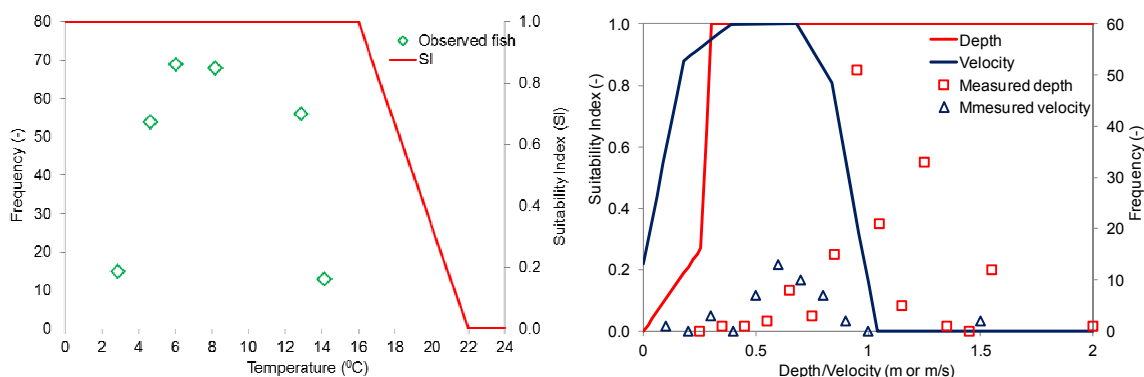 80
70
60
50
40
30
20
10
0
Frequency (-)
0 2 4 6 8 10 12 14 16 18 20 22 24
Temperature (⁰C)
1.0
0.8
0.6
0.4
0.2
0.0
Suitability Index (SI)
Observed fish
SI
1.0
0.8
0.6
0.4
0.2
0.0
Suitability Index (-)
0 0.5 1 1.5 2
Depth/Velocity (m or m/s)
60
50
40
30
20
10
0
Frequency (-)
Depth
Velocity
Measured depth
Mmesured velocity